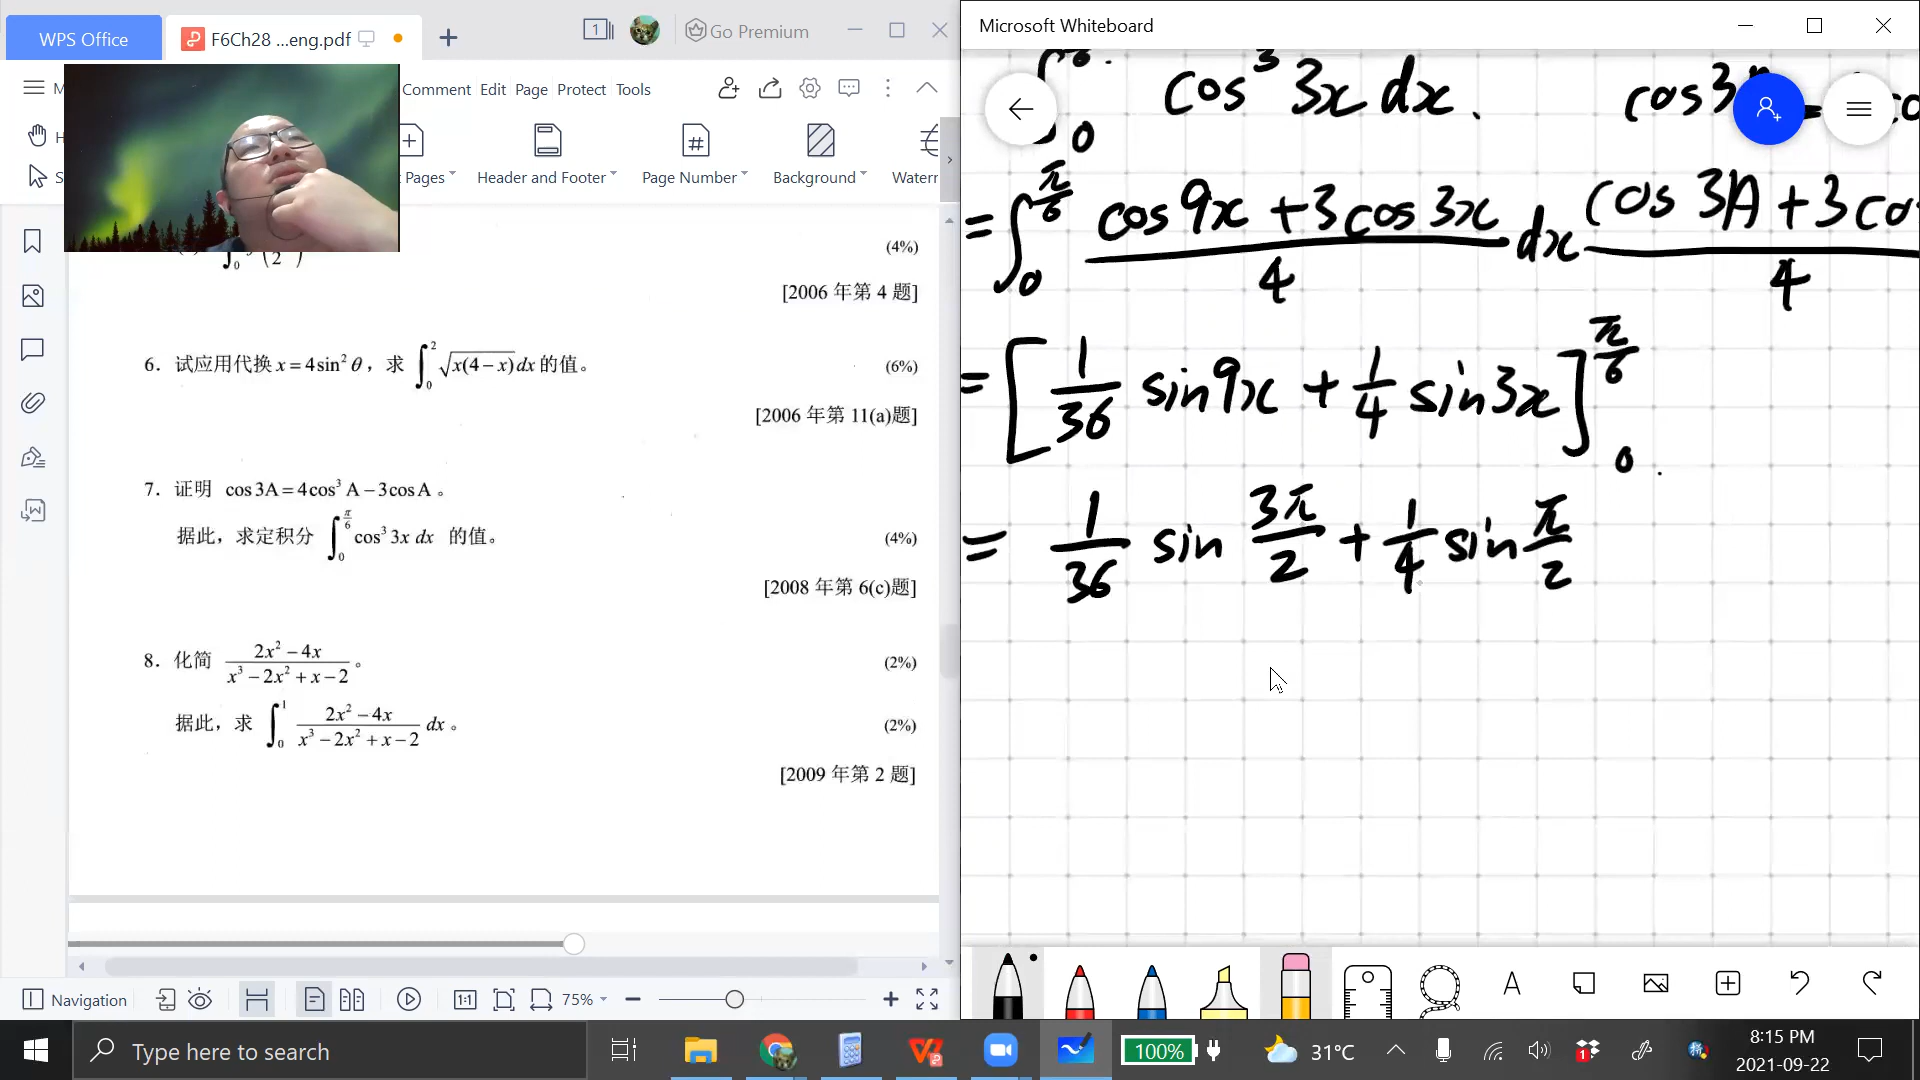 WPS Office
F6Ch28 ...eng.pdf
1
Go Premium
Comment Edit Page Protect Tools
Pages
Header and Footer
Page Number
Background
(4%)
[2006 年第 4 题]
6. 试应用代换 x = 4sin² θ，求 ∫₀² √x(4−x) dx 的值。
(6%)
[2006 年第 11(a)题]
7. 证明 cos3A = 4cos³ A − 3cosA 。
据此，求定积分 ∫₀^(π/6) cos³ 3x dx 的值。
(4%)
[2008 年第 6(c)题]
8. 化简 (2x² − 4x)/(x³ − 2x² + x − 2) 。
(2%)
据此，求 ∫₀¹ (2x² − 4x)/(x³ − 2x² + x − 2) dx 。
(2%)
[2009 年第 2 题]
Navigation
1:1
75%
Microsoft Whiteboard
cos³ 3x dx.
= ∫₀^(π/6) (cos 9x + 3 cos 3x)/4 dx
= [1/36 sin 9x + 1/4 sin 3x]₀^(π/6)
= 1/36 sin 3π/2 + 1/4 sin π/2
Type here to search
100%
31°C
8:15 PM
2021-09-22